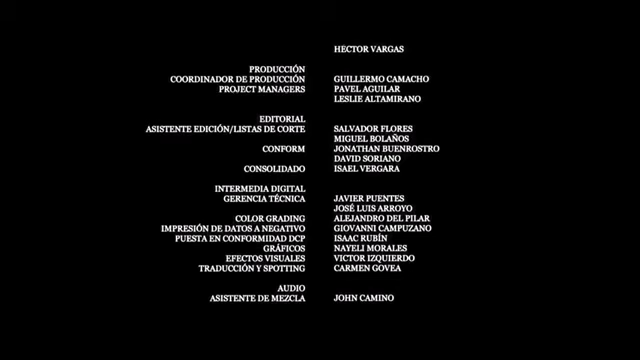 HECTOR VARGAS
PRODUCCIÓN
COORDINADOR DE PRODUCCIÓN GUILLERMO CAMACHO
PROJECT MANAGERS PAVEL AGUILAR
LESLIE ALTAMIRANO
EDITORIAL
ASISTENTE EDICIÓN/LISTAS DE CORTE SALVADOR FLORES
MIGUEL BOLAÑOS
CONFORM JONATHAN BUENROSTRO
DAVID SORIANO
CONSOLIDADO ISAEL VERGARA
INTERMEDIA DIGITAL
GERENCIA TÉCNICA JAVIER PUENTES
JOSÉ LUIS ARROYO
COLOR GRADING ALEJANDRO DEL PILAR
IMPRESIÓN DE DATOS A NEGATIVO GIOVANNI CAMPUZANO
PUESTA EN CONFORMIDAD DCP ISAAC RUBÍN
GRÁFICOS NAYELI MORALES
EFECTOS VISUALES VICTOR IZQUIERDO
TRADUCCIÓN Y SPOTTING CARMEN GOVEA
AUDIO
ASISTENTE DE MEZCLA JOHN CAMINO